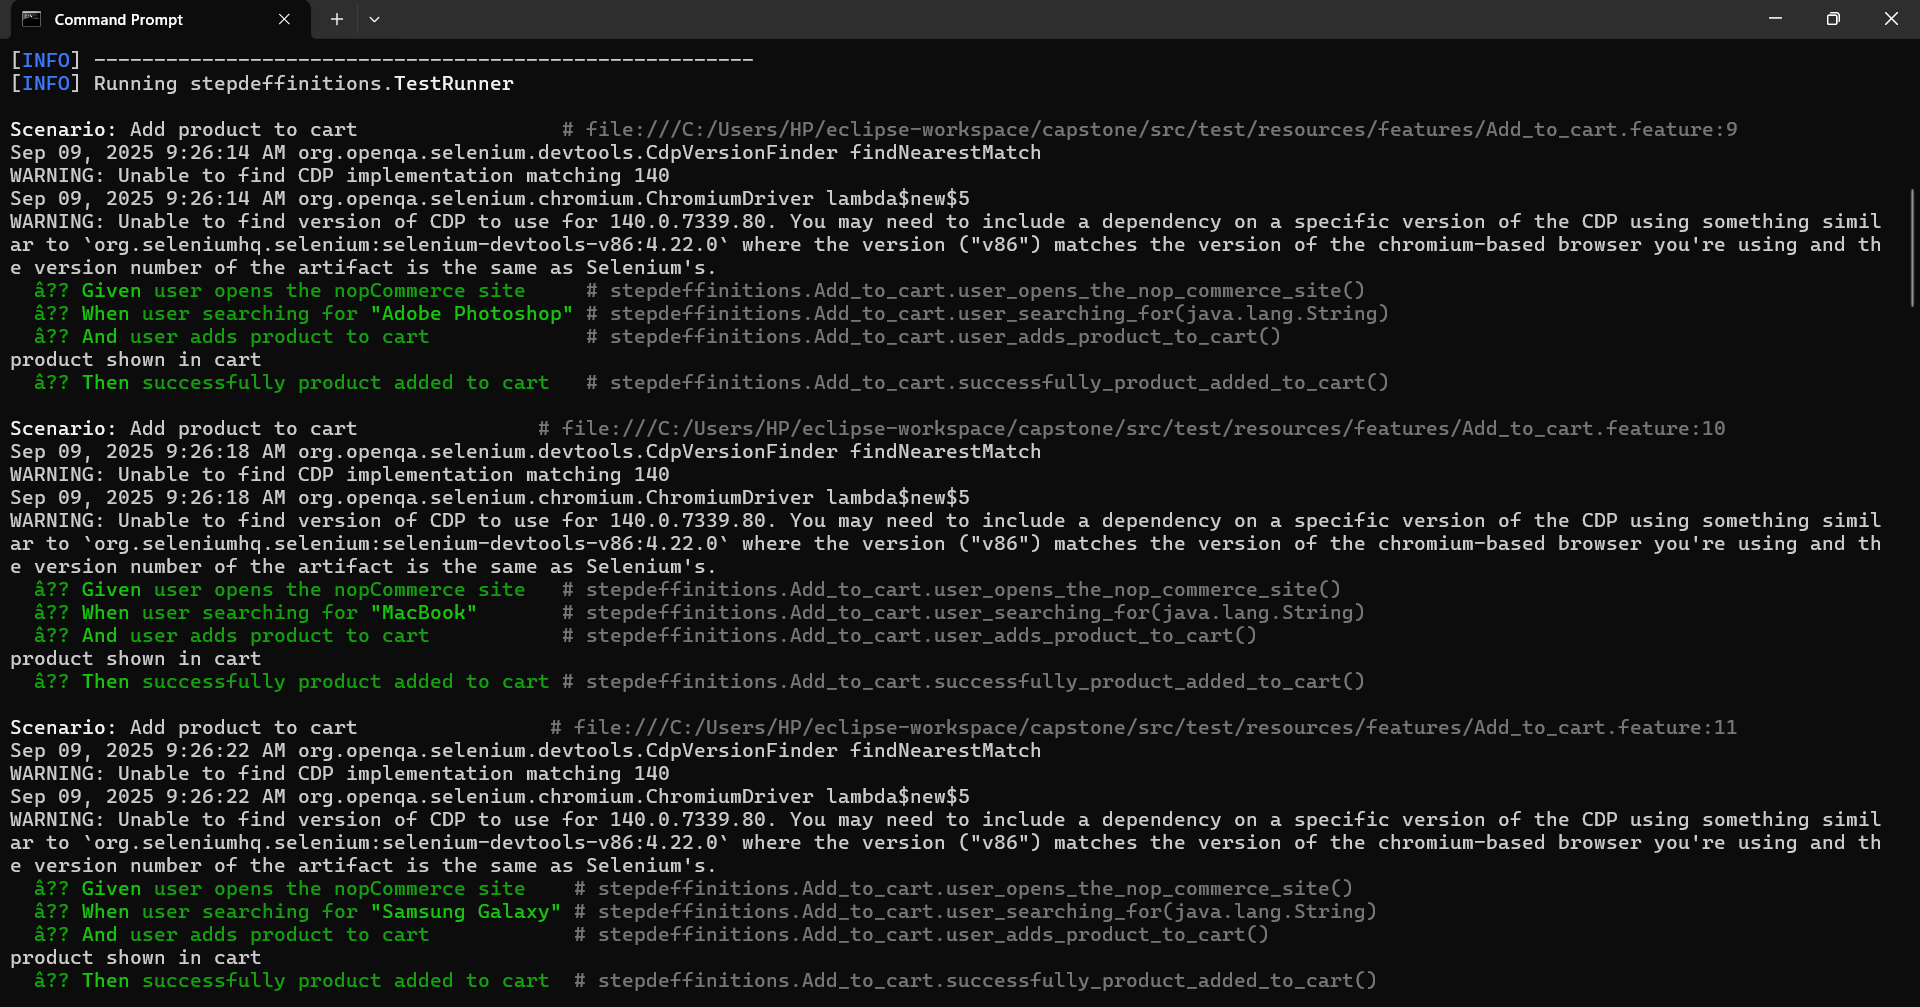 Command Prompt
[INFO] -------------------------------------------------------
[INFO] Running stepdeffinitions.TestRunner
Scenario: Add product to cart                 # file:///C:/Users/HP/eclipse-workspace/capstone/src/test/resources/features/Add_to_cart.feature:9
Sep 09, 2025 9:26:14 AM org.openqa.selenium.devtools.CdpVersionFinder findNearestMatch
WARNING: Unable to find CDP implementation matching 140
Sep 09, 2025 9:26:14 AM org.openqa.selenium.chromium.ChromiumDriver lambda$new$5
WARNING: Unable to find version of CDP to use for 140.0.7339.80. You may need to include a dependency on a specific version of the CDP using something simil
ar to `org.seleniumhq.selenium:selenium-devtools-v86:4.22.0` where the version ("v86") matches the version of the chromium-based browser you're using and th
e version number of the artifact is the same as Selenium's.
  â?? Given user opens the nopCommerce site     # stepdeffinitions.Add_to_cart.user_opens_the_nop_commerce_site()
  â?? When user searching for "Adobe Photoshop" # stepdeffinitions.Add_to_cart.user_searching_for(java.lang.String)
  â?? And user adds product to cart             # stepdeffinitions.Add_to_cart.user_adds_product_to_cart()
product shown in cart
  â?? Then successfully product added to cart   # stepdeffinitions.Add_to_cart.successfully_product_added_to_cart()
Scenario: Add product to cart               # file:///C:/Users/HP/eclipse-workspace/capstone/src/test/resources/features/Add_to_cart.feature:10
Sep 09, 2025 9:26:18 AM org.openqa.selenium.devtools.CdpVersionFinder findNearestMatch
WARNING: Unable to find CDP implementation matching 140
Sep 09, 2025 9:26:18 AM org.openqa.selenium.chromium.ChromiumDriver lambda$new$5
WARNING: Unable to find version of CDP to use for 140.0.7339.80. You may need to include a dependency on a specific version of the CDP using something simil
ar to `org.seleniumhq.selenium:selenium-devtools-v86:4.22.0` where the version ("v86") matches the version of the chromium-based browser you're using and th
e version number of the artifact is the same as Selenium's.
  â?? Given user opens the nopCommerce site   # stepdeffinitions.Add_to_cart.user_opens_the_nop_commerce_site()
  â?? When user searching for "MacBook"       # stepdeffinitions.Add_to_cart.user_searching_for(java.lang.String)
  â?? And user adds product to cart           # stepdeffinitions.Add_to_cart.user_adds_product_to_cart()
product shown in cart
  â?? Then successfully product added to cart # stepdeffinitions.Add_to_cart.successfully_product_added_to_cart()
Scenario: Add product to cart                # file:///C:/Users/HP/eclipse-workspace/capstone/src/test/resources/features/Add_to_cart.feature:11
Sep 09, 2025 9:26:22 AM org.openqa.selenium.devtools.CdpVersionFinder findNearestMatch
WARNING: Unable to find CDP implementation matching 140
Sep 09, 2025 9:26:22 AM org.openqa.selenium.chromium.ChromiumDriver lambda$new$5
WARNING: Unable to find version of CDP to use for 140.0.7339.80. You may need to include a dependency on a specific version of the CDP using something simil
ar to `org.seleniumhq.selenium:selenium-devtools-v86:4.22.0` where the version ("v86") matches the version of the chromium-based browser you're using and th
e version number of the artifact is the same as Selenium's.
  â?? Given user opens the nopCommerce site    # stepdeffinitions.Add_to_cart.user_opens_the_nop_commerce_site()
  â?? When user searching for "Samsung Galaxy" # stepdeffinitions.Add_to_cart.user_searching_for(java.lang.String)
  â?? And user adds product to cart            # stepdeffinitions.Add_to_cart.user_adds_product_to_cart()
product shown in cart
  â?? Then successfully product added to cart  # stepdeffinitions.Add_to_cart.successfully_product_added_to_cart()